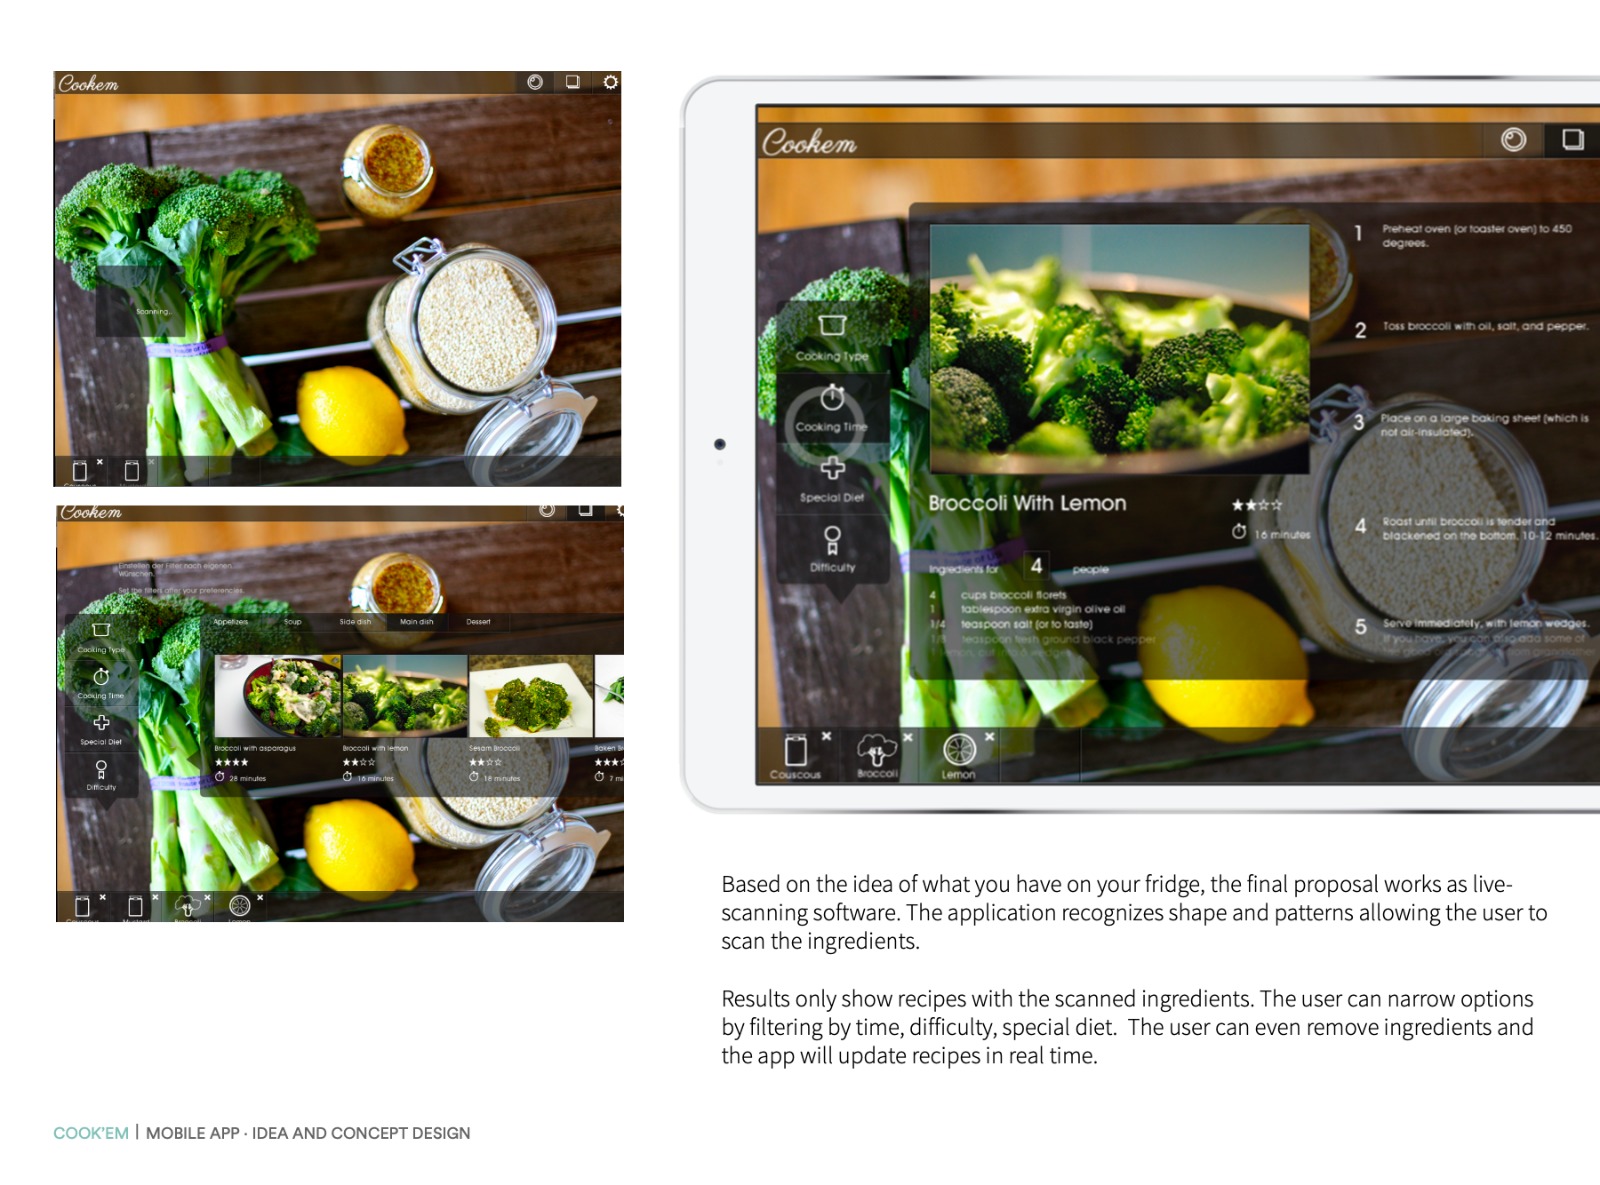 Cookem
Scanning..
Couscous
Cookem
Einstellen der Filter nach eigenen
Wünschen.
Set the filters after your preferencies.
Cooking Type
Cooking Time
Special Diet
Difficulty
Appetizers
Soup
Side dish
Main dish
Dessert
Broccoli with asparagus
★★★★
28 minutes
Broccoli with lemon
★★☆☆
16 minutes
Sesam Broccoli
★★☆☆
18 minutes
★★
Couscous
Mustard
Broccoli
Lemon
Cookem
Cooking Type
Cooking Time
Special Diet
Difficulty
Broccoli With Lemon
★★☆☆
16 minutes
Ingredients for 4 people
4 cups broccoli florets
1 tablespoon extra virgin olive oil
1/4 teaspoon salt (or to taste)
1/8 teaspoon fresh ground black pepper
1 Preheat oven (or toaster oven) to 450
degrees.
2 Toss broccoli with oil, salt, and pepper.
3 Place on a large baking sheet (which is
not air-insulated).
4 Roast until broccoli is tender and
blackened on the bottom, 10-12 minutes.
5 Serve immediately, with lemon wedges.
If you have, you can also add some of
Couscous
Broccoli
Lemon
Based on the idea of what you have on your fridge, the final proposal works as live-
scanning software. The application recognizes shape and patterns allowing the user to
scan the ingredients.
Results only show recipes with the scanned ingredients. The user can narrow options
by filtering by time, difficulty, special diet.  The user can even remove ingredients and
the app will update recipes in real time.
COOK'EM | MOBILE APP · IDEA AND CONCEPT DESIGN